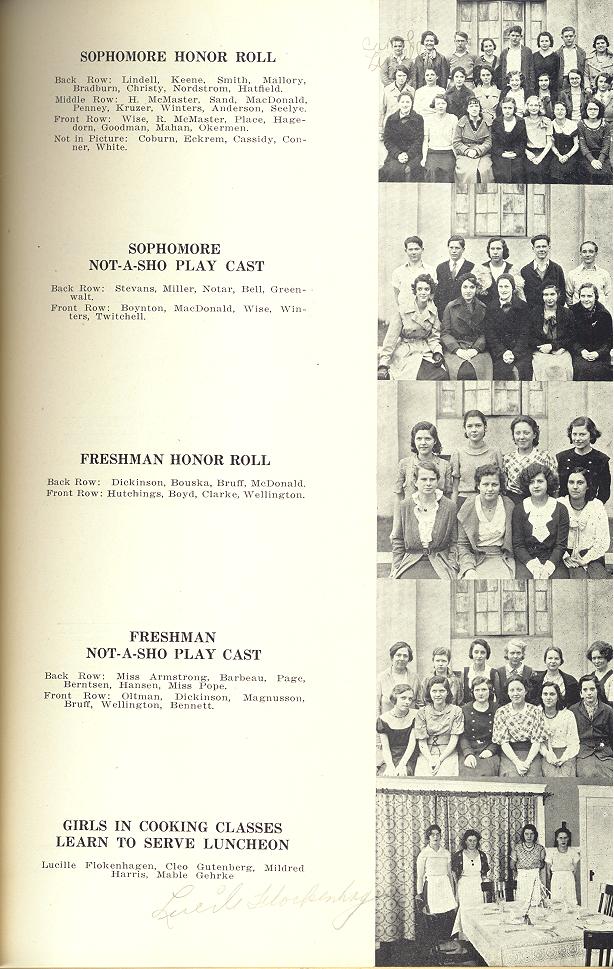 SOPHOMORE HONOR ROLL
Back Row: Lindell, Keene, Smith, Mallory,
Bradburn, Christy, Nordstrom, Hatfield.
Middle Row: H. McMaster, Sand, MacDonald,
Penney, Kruzer, Winters, Anderson, Seelye.
Front Row: Wise, R. McMaster, Place, Hage-
dorn, Goodman, Mahan, Okermen.
Not in Picture: Coburn, Eckrem, Cassidy, Con-
ner, White.
SOPHOMORE
NOT-A-SHO PLAY CAST
Back Row: Stevans, Miller, Notar, Bell, Green-
walt.
Front Row: Boynton, MacDonald, Wise, Win-
ters, Twitchell.
FRESHMAN HONOR ROLL
Back Row: Dickinson, Bouska, Bruff, McDonald.
Front Row: Hutchings, Boyd, Clarke, Wellington.
FRESHMAN
NOT-A-SHO PLAY CAST
Back Row: Miss Armstrong, Barbeau, Page,
Berntsen, Hansen, Miss Pope.
Front Row: Oltman, Dickinson, Magnusson,
Bruff, Wellington, Bennett.
GIRLS IN COOKING CLASSES
LEARN TO SERVE LUNCHEON
Lucille Flokenhagen, Cleo Gutenberg, Mildred
Harris, Mable Gehrke